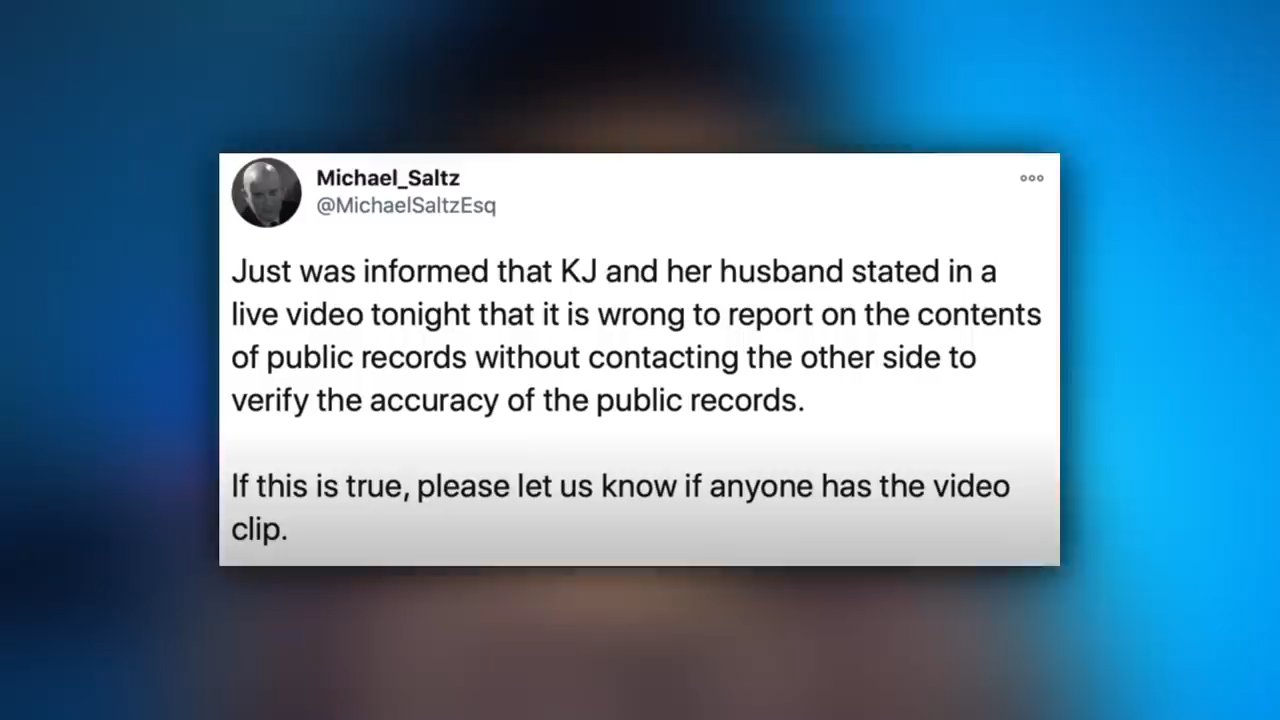 Michael_Saltz
@MichaelSaltzEsq
Just was informed that KJ and her husband stated in a
live video tonight that it is wrong to report on the contents
of public records without contacting the other side to
verify the accuracy of the public records.
If this is true, please let us know if anyone has the video
clip.